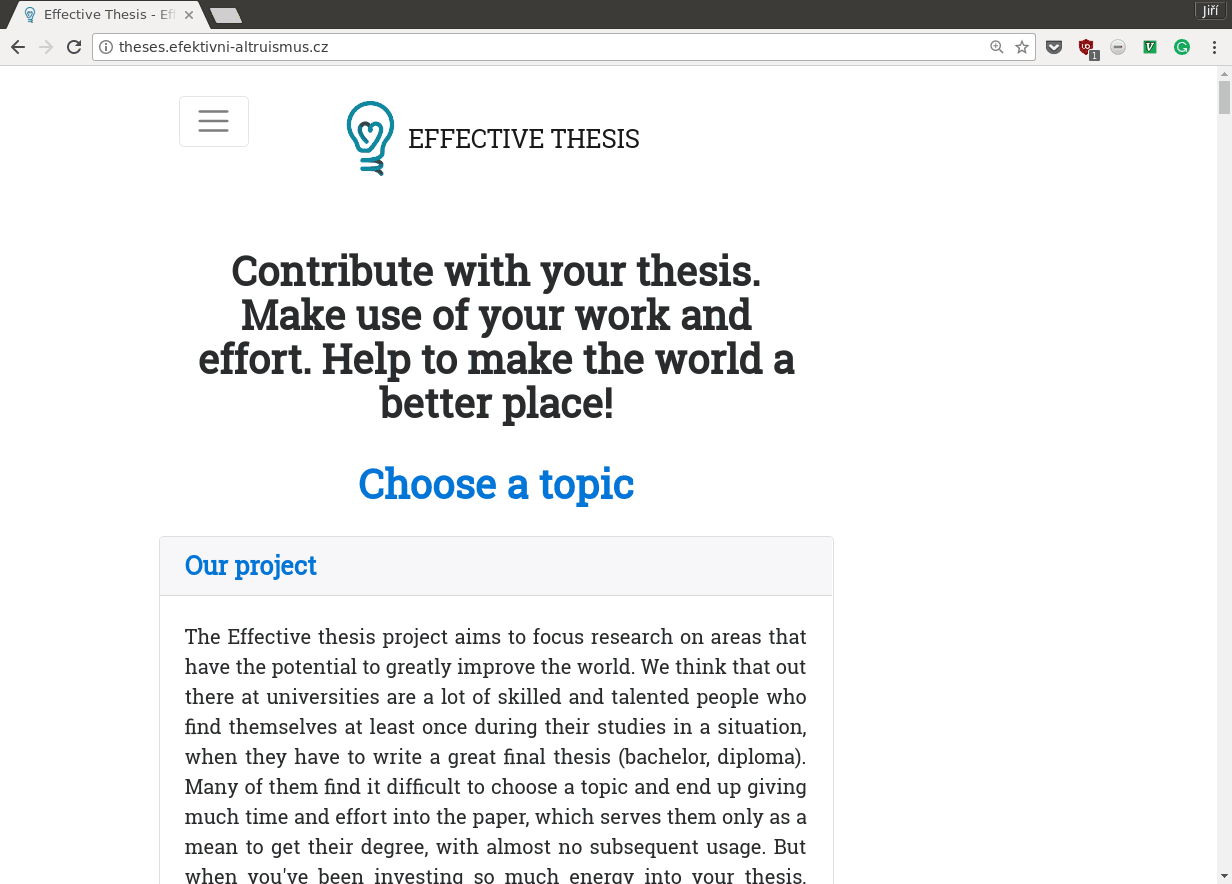 Effective Thesis - Ef
Jiří
theses.efektivni-altruismus.cz
1
EFFECTIVE THESIS
Contribute with your thesis.
Make use of your work and
effort. Help to make the world a
better place!
Choose a topic
Our project
The Effective thesis project aims to focus research on areas that
have the potential to greatly improve the world. We think that out
there at universities are a lot of skilled and talented people who
find themselves at least once during their studies in a situation,
when they have to write a great final thesis (bachelor, diploma).
Many of them find it difficult to choose a topic and end up giving
much time and effort into the paper, which serves them only as a
mean to get their degree, with almost no subsequent usage. But
when you've been investing so much energy into your thesis,